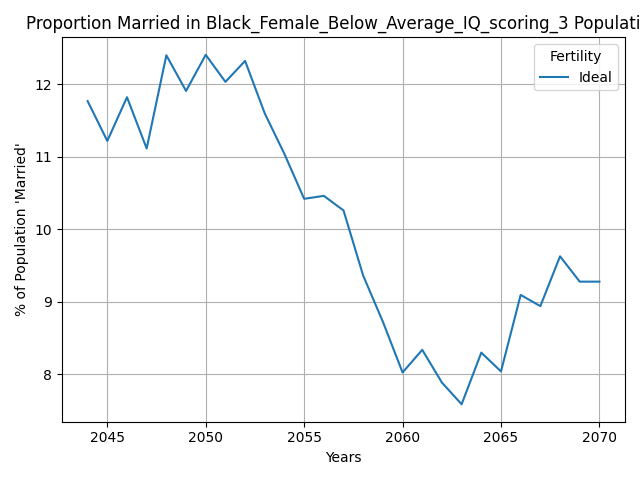 Proportion Married in Black_Female_Below_Average_IQ_scoring_3 Populati
Fertility
Ideal
12
11
10
9
8
% of Population 'Married'
2045 2050 2055 2060 2065 2070
Years